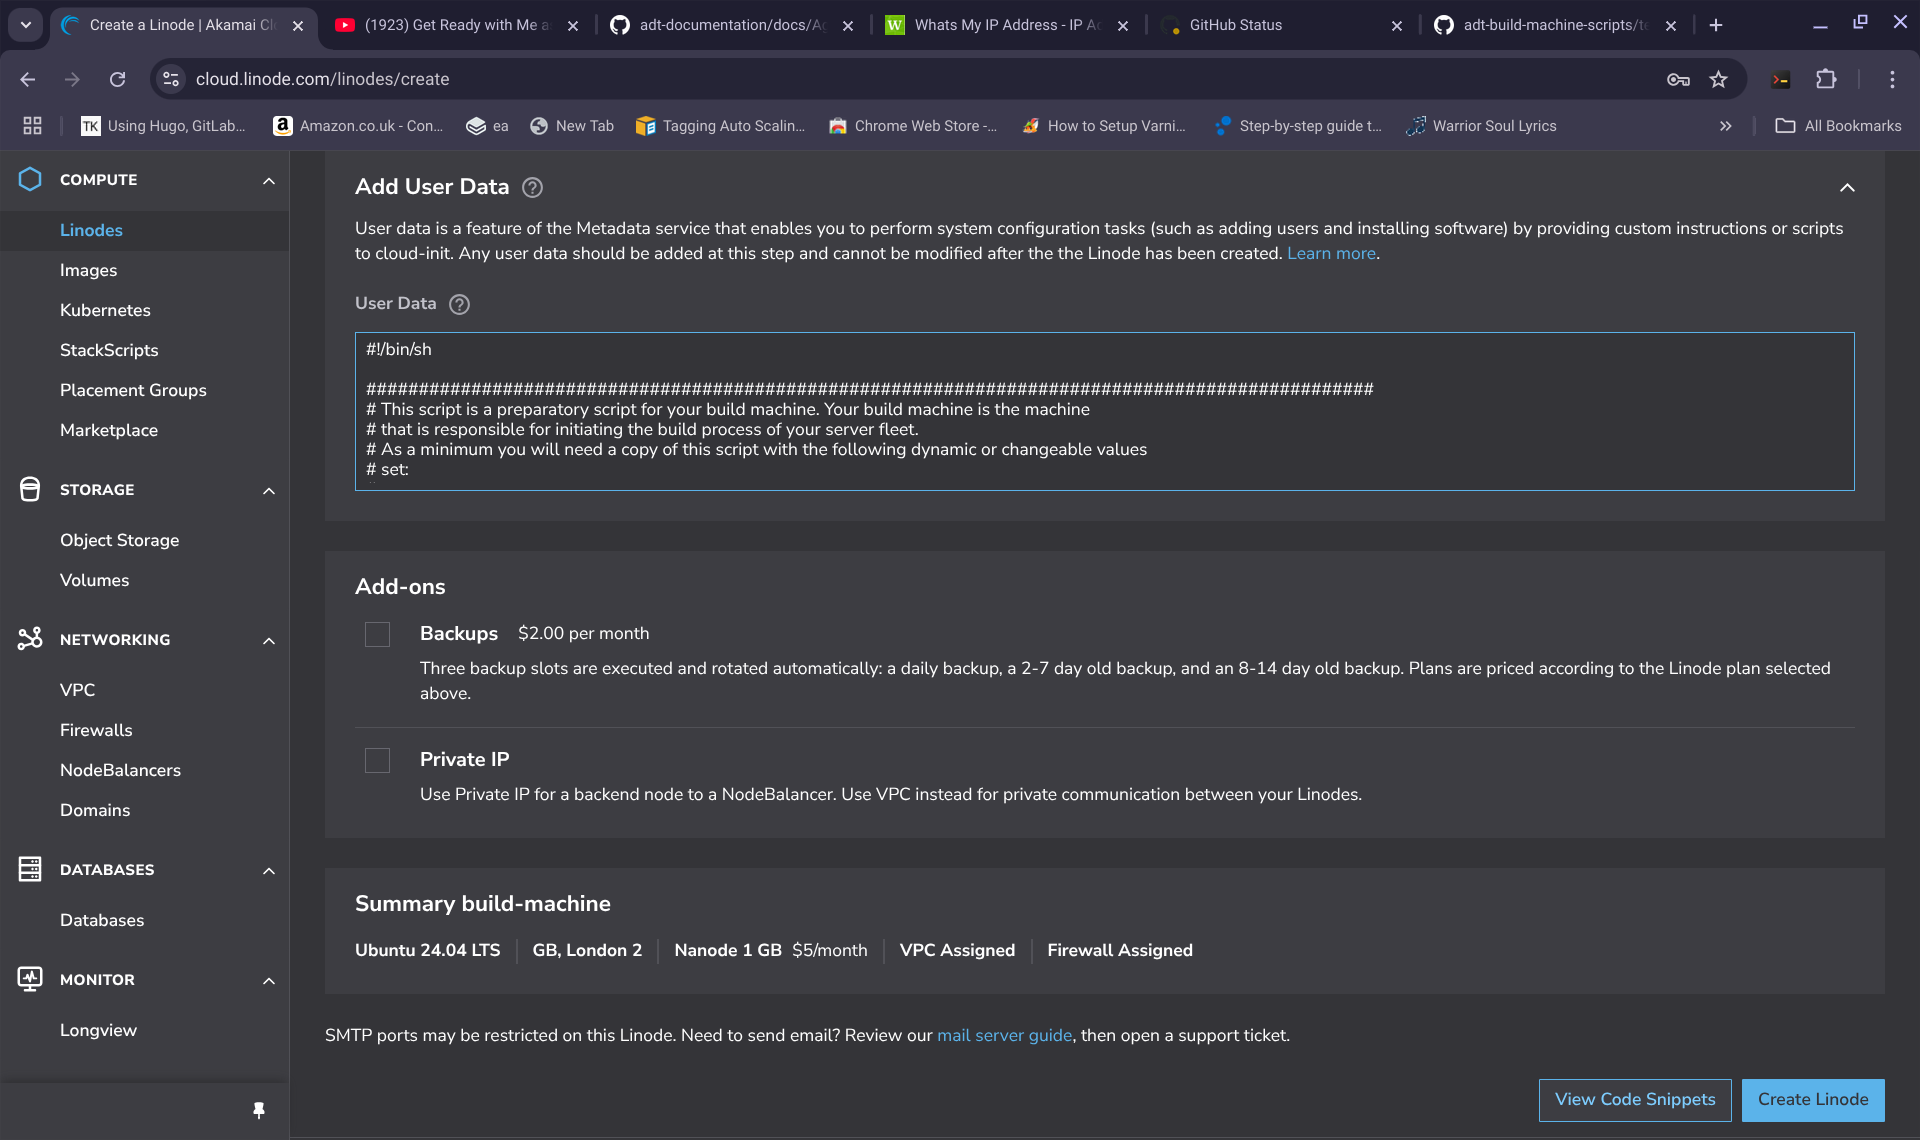 Create a Linode | Akamai Cl
(1923) Get Ready with Me a
adt-documentation/docs/Ag
Whats My IP Address - IP Ad
GitHub Status
adt-build-machine-scripts/te
cloud.linode.com/linodes/create
TK Using Hugo, GitLab...
Amazon.co.uk - Con...
ea
New Tab
Tagging Auto Scalin...
Chrome Web Store -...
How to Setup Varni...
Step-by-step guide t...
Warrior Soul Lyrics
All Bookmarks
COMPUTE
Linodes
Images
Kubernetes
StackScripts
Placement Groups
Marketplace
STORAGE
Object Storage
Volumes
NETWORKING
VPC
Firewalls
NodeBalancers
Domains
DATABASES
Databases
MONITOR
Longview
Add User Data
User data is a feature of the Metadata service that enables you to perform system configuration tasks (such as adding users and installing software) by providing custom instructions or scripts
to cloud-init. Any user data should be added at this step and cannot be modified after the the Linode has been created. Learn more.
User Data
#!/bin/sh
################################################################################################
# This script is a preparatory script for your build machine. Your build machine is the machine
# that is responsible for initiating the build process of your server fleet.
# As a minimum you will need a copy of this script with the following dynamic or changeable values
# set:
Add-ons
Backups $2.00 per month
Three backup slots are executed and rotated automatically: a daily backup, a 2-7 day old backup, and an 8-14 day old backup. Plans are priced according to the Linode plan selected
above.
Private IP
Use Private IP for a backend node to a NodeBalancer. Use VPC instead for private communication between your Linodes.
Summary build-machine
Ubuntu 24.04 LTS
GB, London 2
Nanode 1 GB $5/month
VPC Assigned
Firewall Assigned
SMTP ports may be restricted on this Linode. Need to send email? Review our mail server guide, then open a support ticket.
View Code Snippets
Create Linode